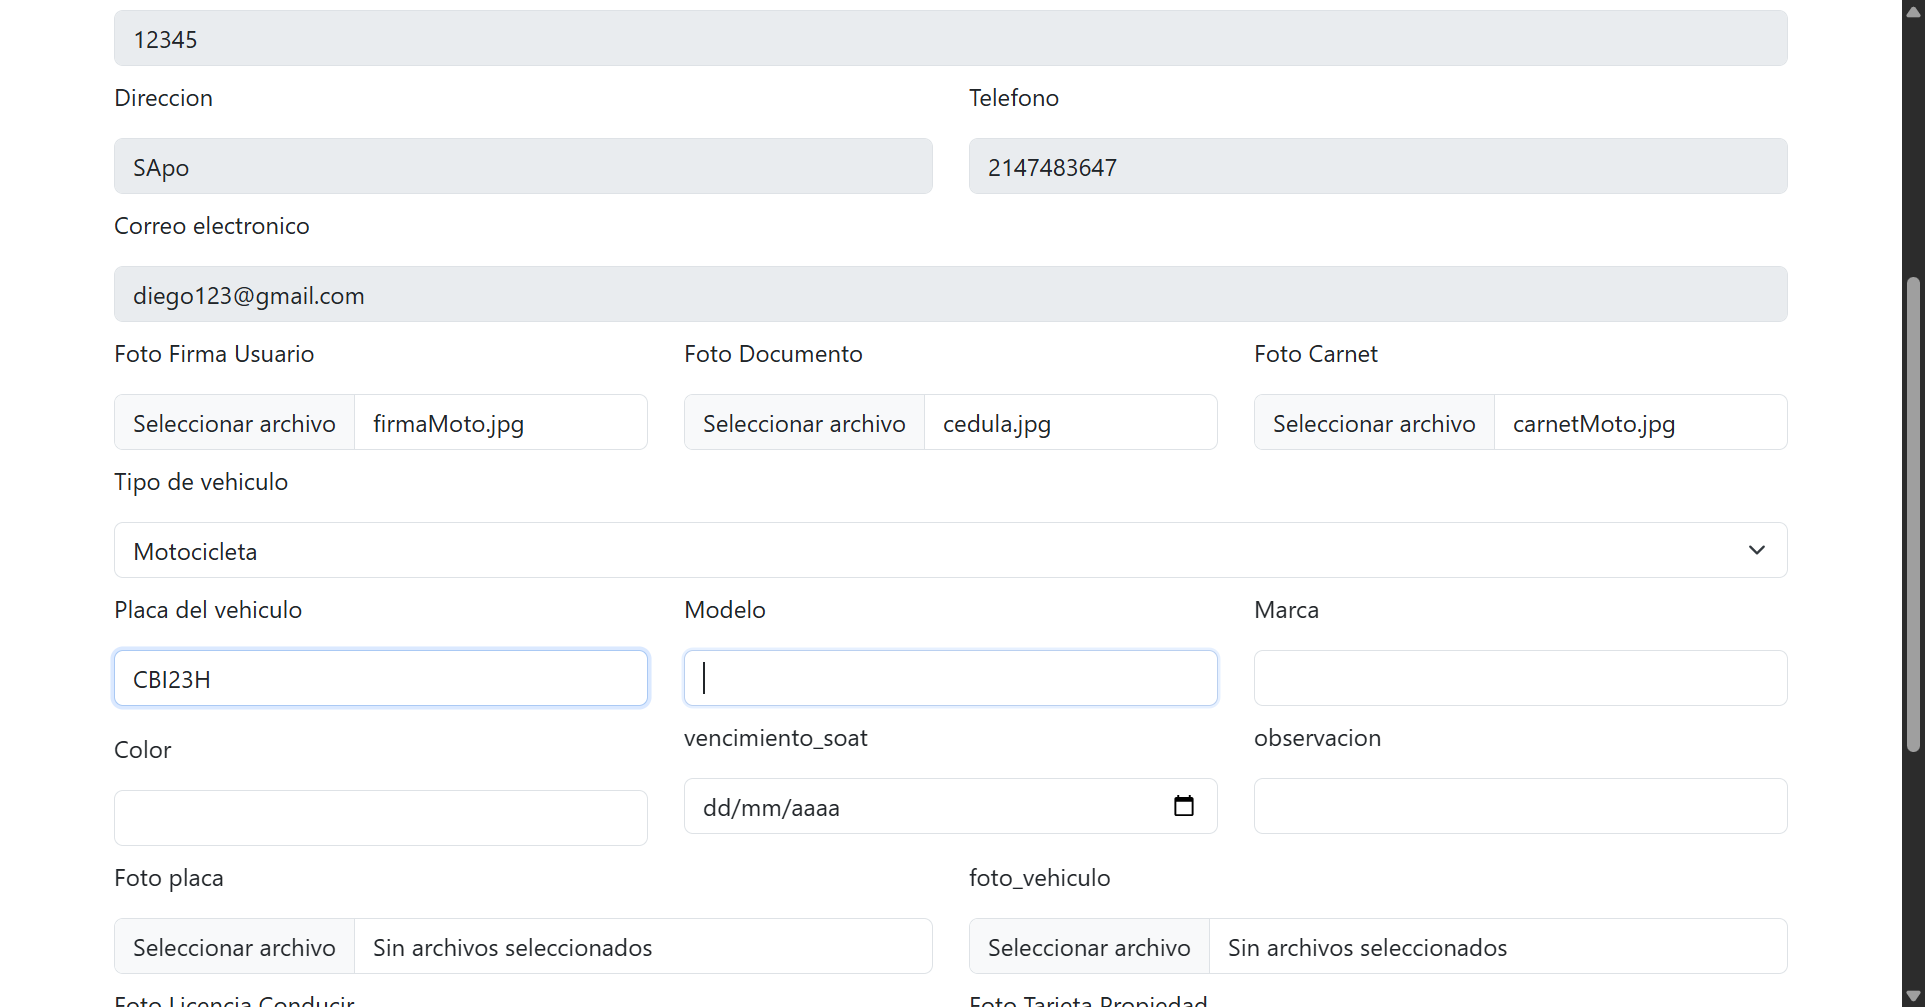 12345
Direccion
Telefono
SApo
2147483647
Correo electronico
diego123@gmail.com
Foto Firma Usuario
Foto Documento
Foto Carnet
Seleccionar archivo firmaMoto.jpg
Seleccionar archivo cedula.jpg
Seleccionar archivo carnetMoto.jpg
Tipo de vehiculo
Motocicleta
Placa del vehiculo
Modelo
Marca
CBI23H
Color
vencimiento_soat
observacion
dd/mm/aaaa
Foto placa
foto_vehiculo
Seleccionar archivo Sin archivos seleccionados
Seleccionar archivo Sin archivos seleccionados
Foto Licencia Conducir
Foto Tarjeta Propiedad